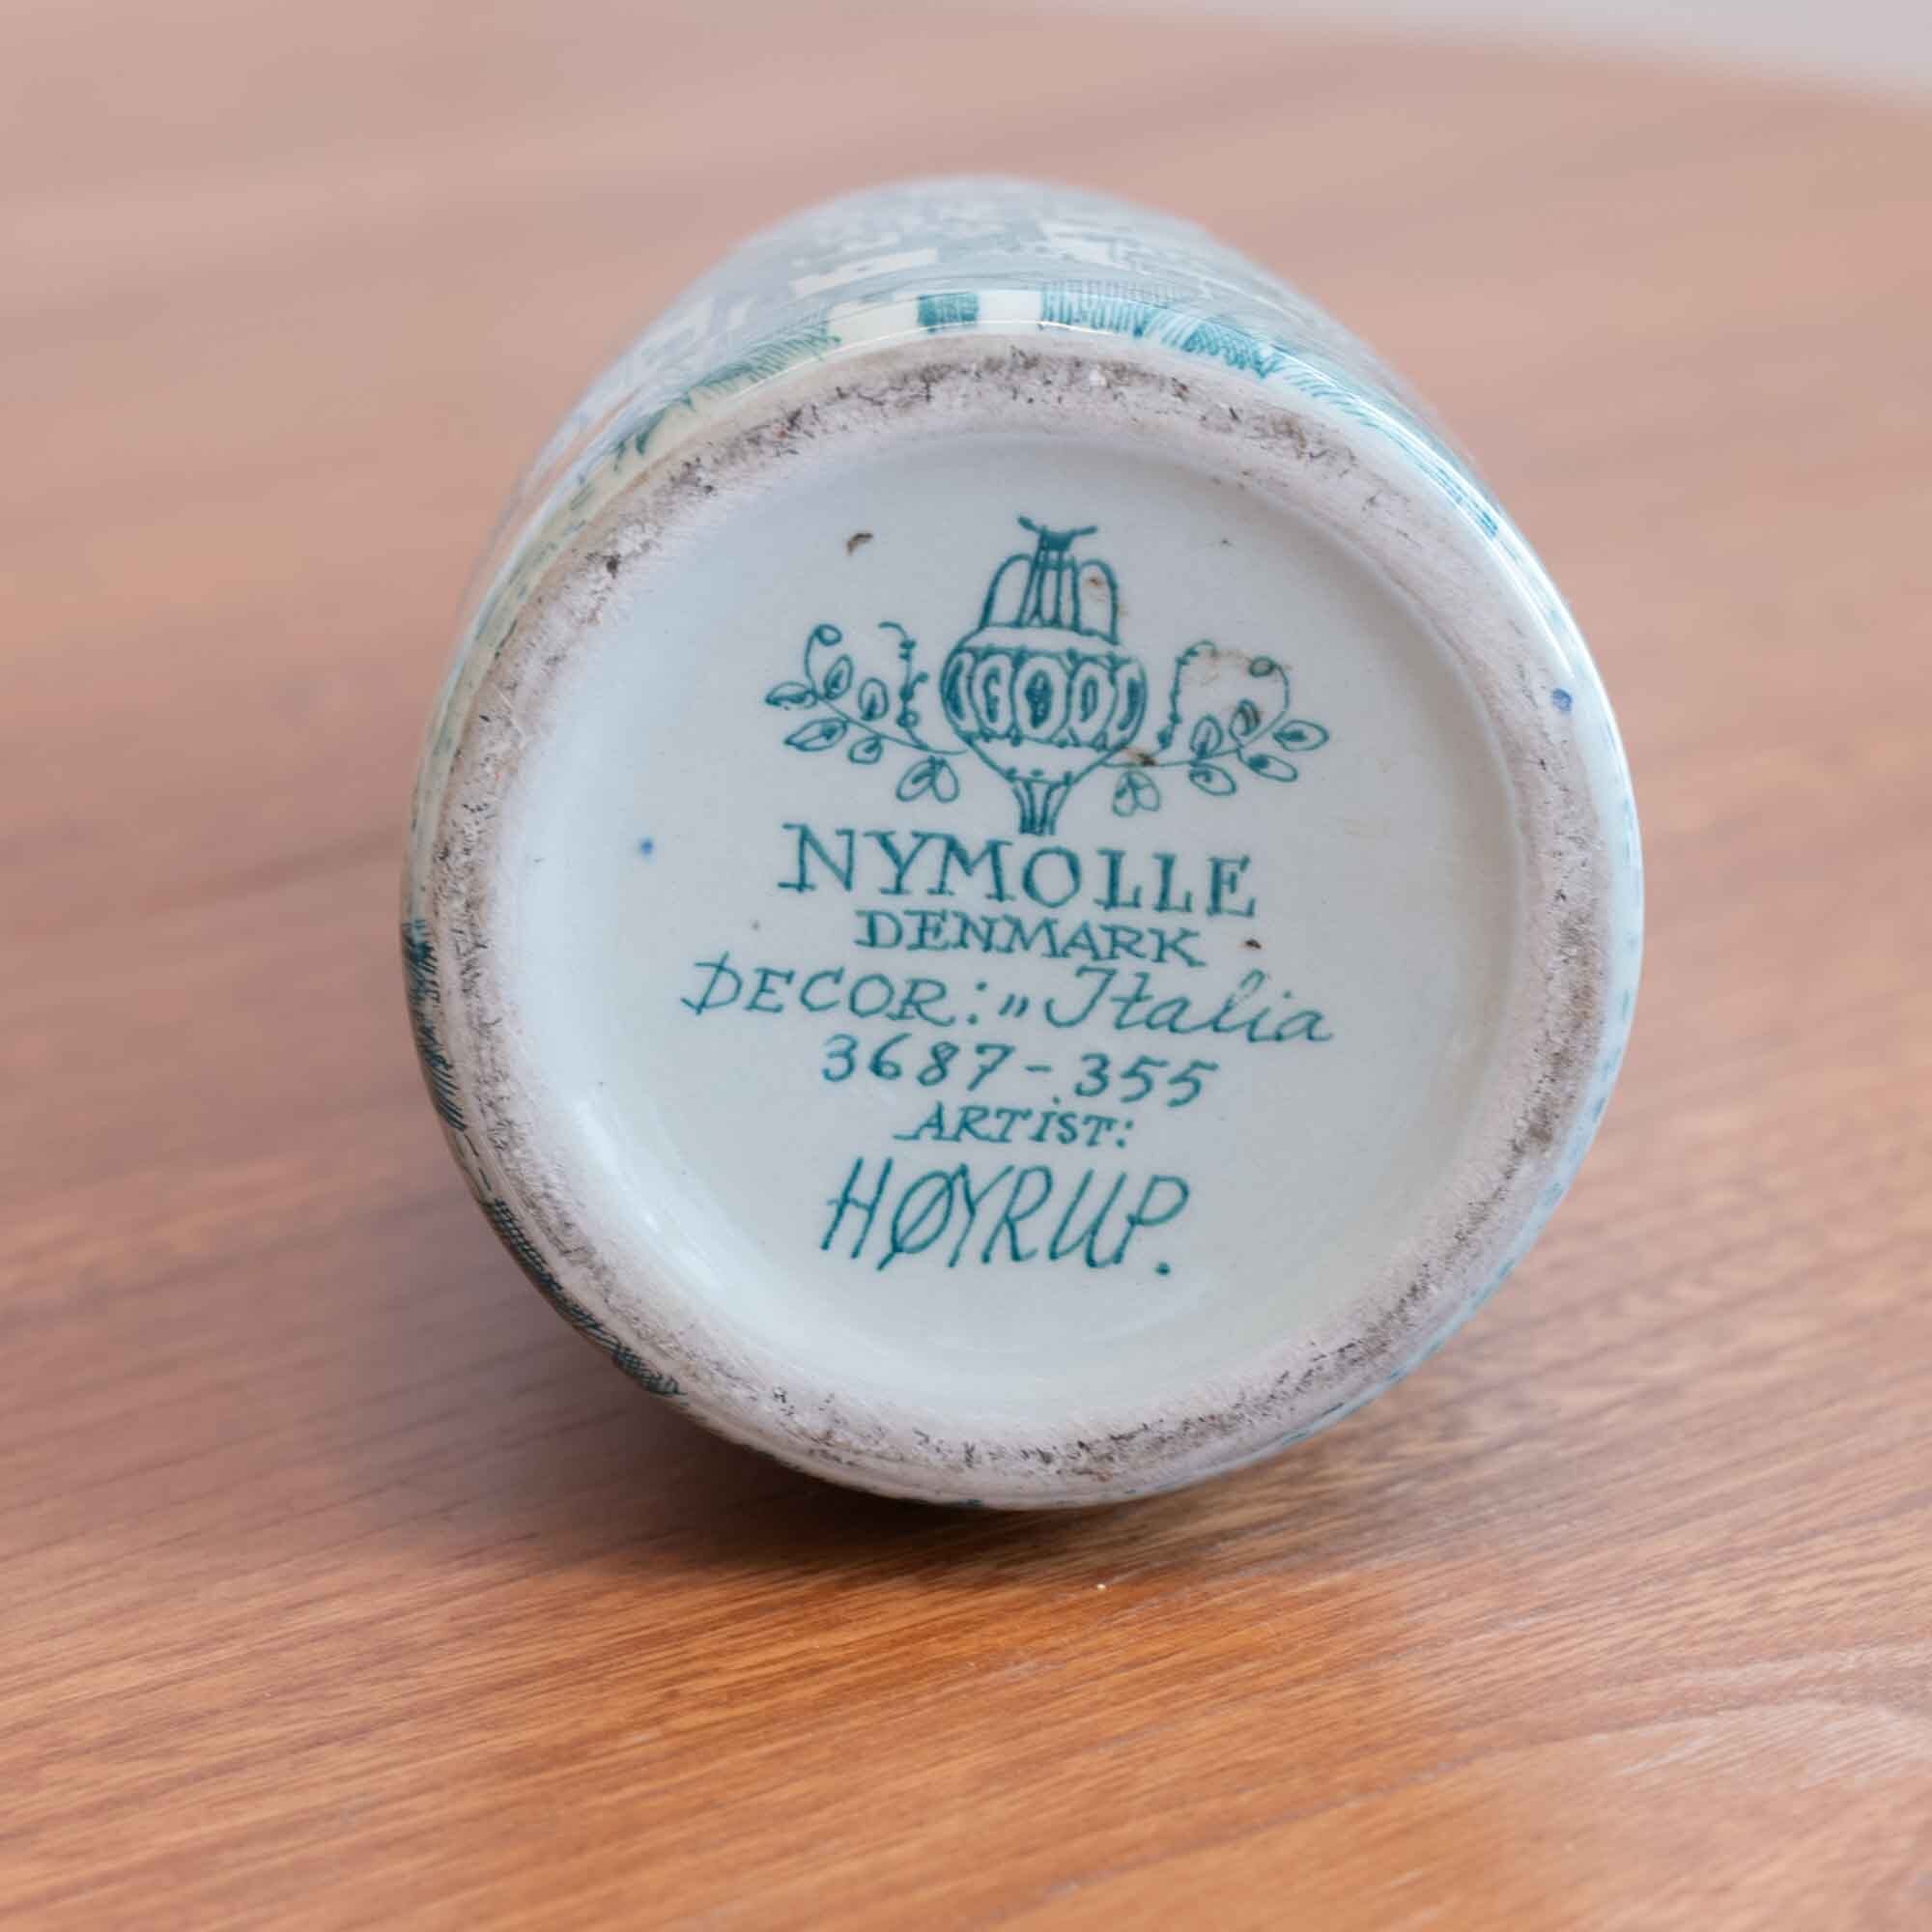 NYMOLLE
DENMARK
DECOR: „Italia
3687-355
ARTIST:
HØYRUP.